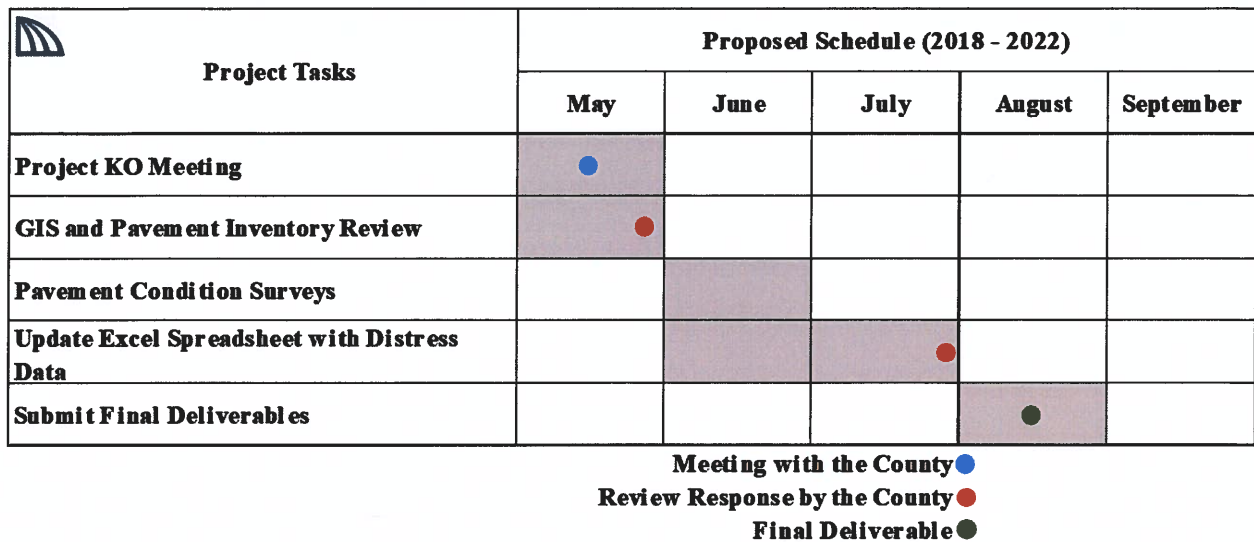 Proposed Schedule (2018 - 2022)
Project Tasks
May June July August September
Project KO Meeting
GIS and Pavement Inventory Review
Pavement Condition Surveys
Update Excel Spreadsheet with Distress
Data
Submit Final Deliverables
Meeting with the County
Review Response by the County
Final Deliverable